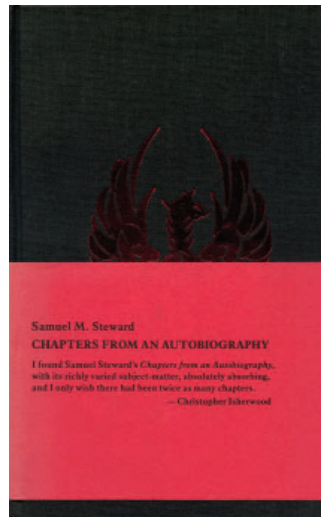 Samuel M. Steward
CHAPTERS FROM AN AUTOBIOGRAPHY
I found Samuel Steward's Chapters from an Autobiography,
with its richly varied subject-matter, absolutely absorbing,
and I only wish there had been twice as many chapters.
— Christopher Isherwood